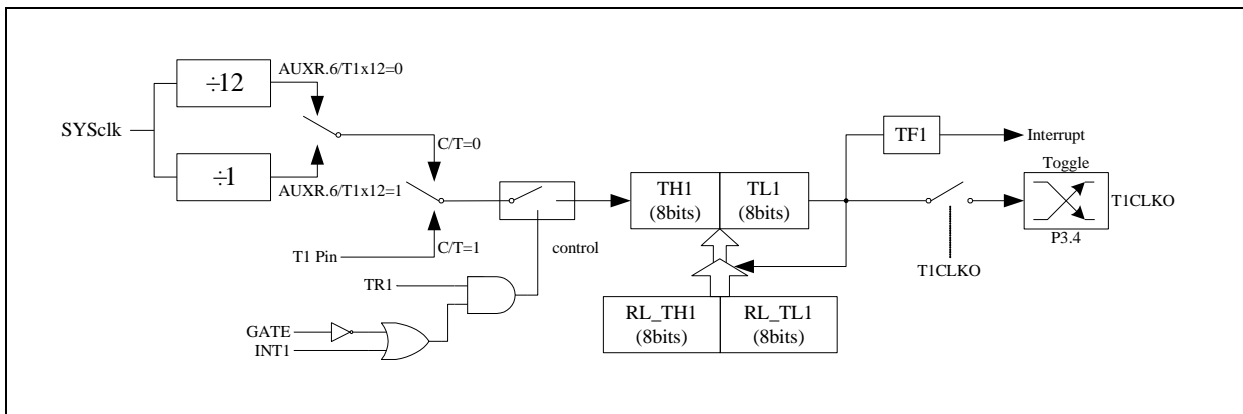 ÷12
AUXR.6/T1x12=0
SYSclk
÷1
AUXR.6/T1x12=1
C/T=0
T1 Pin
C/T=1
control
TR1
GATE
INT1
TH1
(8bits)
TL1
(8bits)
RL_TH1
(8bits)
RL_TL1
(8bits)
TF1
Interrupt
Toggle
T1CLKO
P3.4
T1CLKO